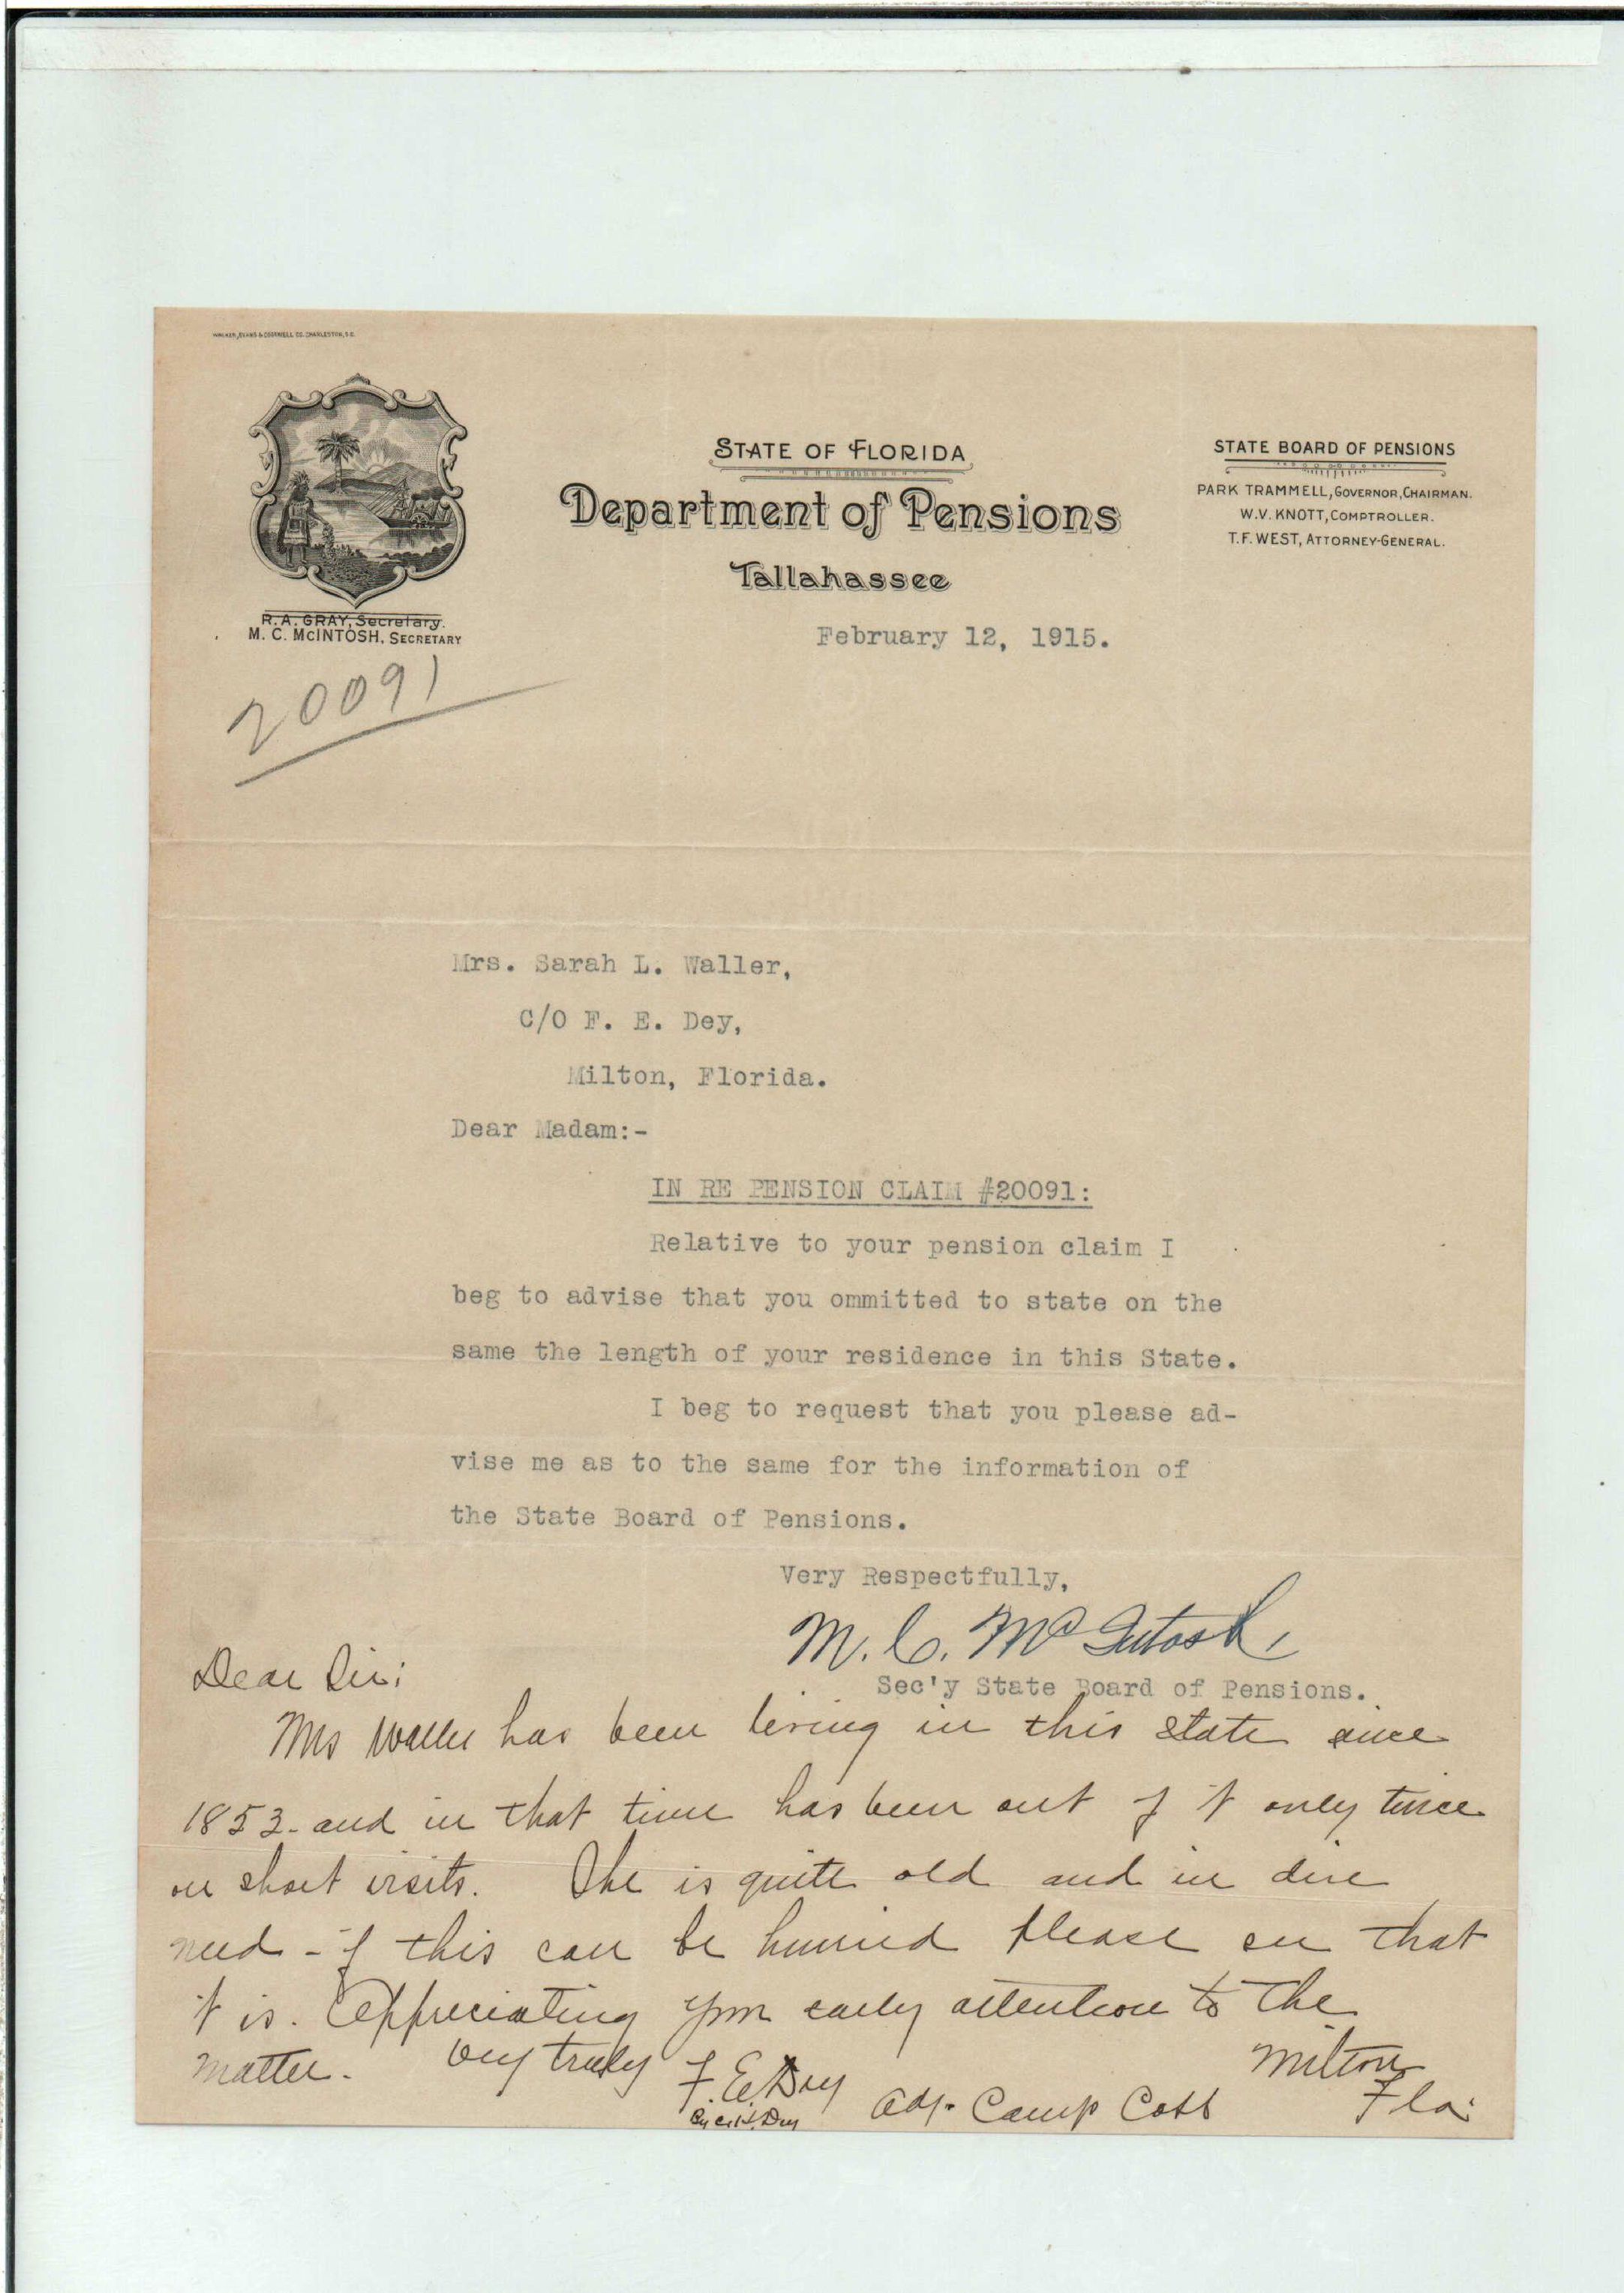 WALKER, EVANS & COGSWELL CO. CHARLESTON, S.C.
STATE OF FLORIDA
Department of Pensions
Tallahassee
STATE BOARD OF PENSIONS
PARK TRAMMELL, GOVERNOR, CHAIRMAN.
W.V. KNOTT, COMPTROLLER.
T.F. WEST, ATTORNEY-GENERAL.
R.A. GRAY, Secretary.
M. C. McINTOSH, SECRETARY
February 12, 1915.
20091
Mrs. Sarah L. Waller,
C/O F. E. Dey,
Milton, Florida.
Dear Madam:-
IN RE PENSION CLAIM #20091:
Relative to your pension claim I
beg to advise that you ommitted to state on the
same the length of your residence in this State.
I beg to request that you please ad-
vise me as to the same for the information of
the State Board of Pensions.
Very Respectfully,
M. C. McIntosh,
Sec'y State Board of Pensions.
Dear Sir:
Mrs Waller has been living in this state since
1853- and in that time has been out of it only twice
on short visits. She is quite old and in dire
need - if this can be hurried please see that
it is. Appreciating your early attention to the
matter. Very truly
F. E. Dey
By C. H. Dey
Adj. Camp Cobb
Milton
Fla.